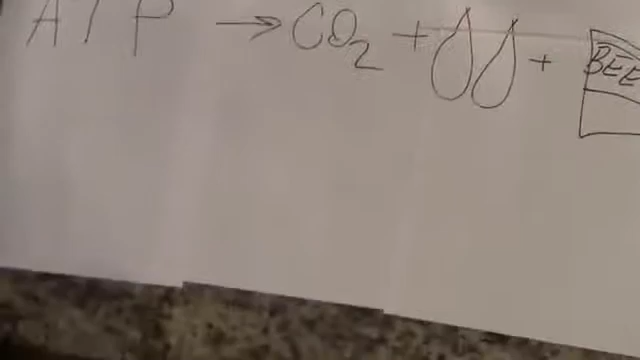 ATP → CO2 + + BEE